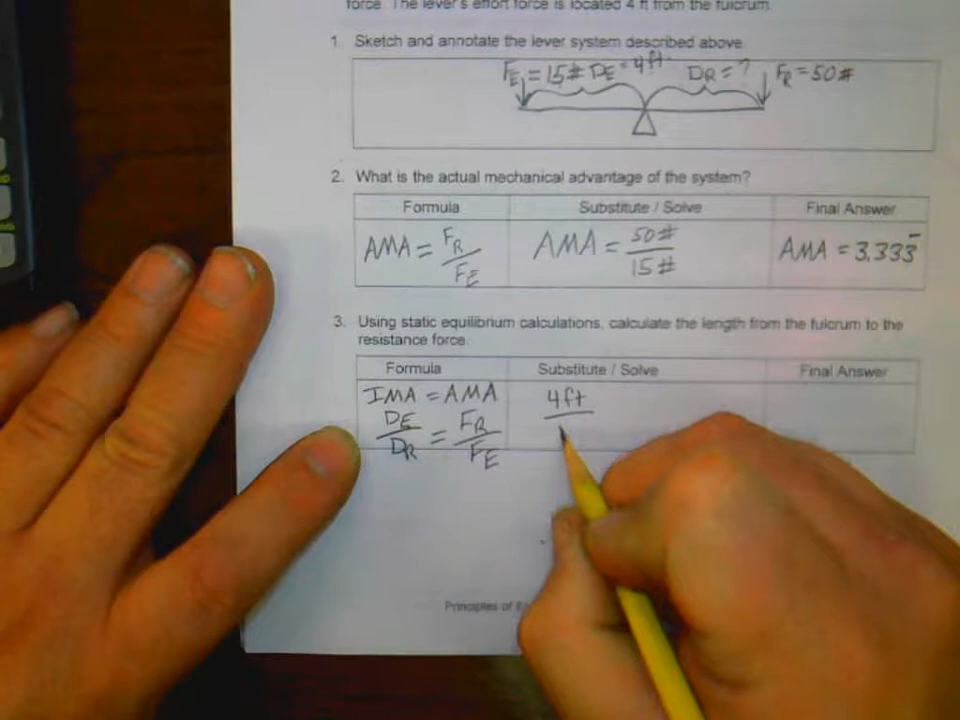 force. The lever's effort force is located 4 ft from the fulcrum.
1. Sketch and annotate the lever system described above.
FE = 15# DE = 4ft. DR = ? FR = 50#
2. What is the actual mechanical advantage of the system?
Formula Substitute / Solve Final Answer
AMA = FR/FE AMA = 50#/15# AMA = 3.333̅
3. Using static equilibrium calculations, calculate the length from the fulcrum to the
resistance force.
Formula Substitute / Solve Final Answer
IMA = AMA 4ft
DE/DR = FR/FE
Principles of